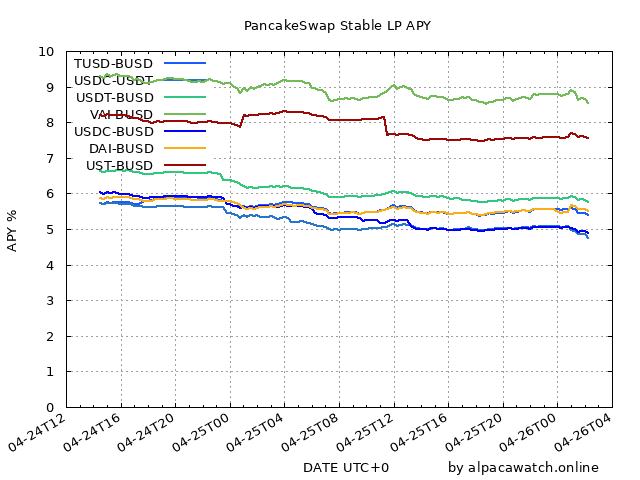 PancakeSwap Stable LP APY
10
9
8
7
6
5
4
3
2
1
0
APY %
TUSD-BUSD
USDC-USDT
USDT-BUSD
VAI-BUSD
USDC-BUSD
DAI-BUSD
UST-BUSD
04-24T12
04-24T16
04-24T20
04-25T00
04-25T04
04-25T08
04-25T12
04-25T16
04-25T20
04-26T00
04-26T04
DATE UTC+0
by alpacawatch.online